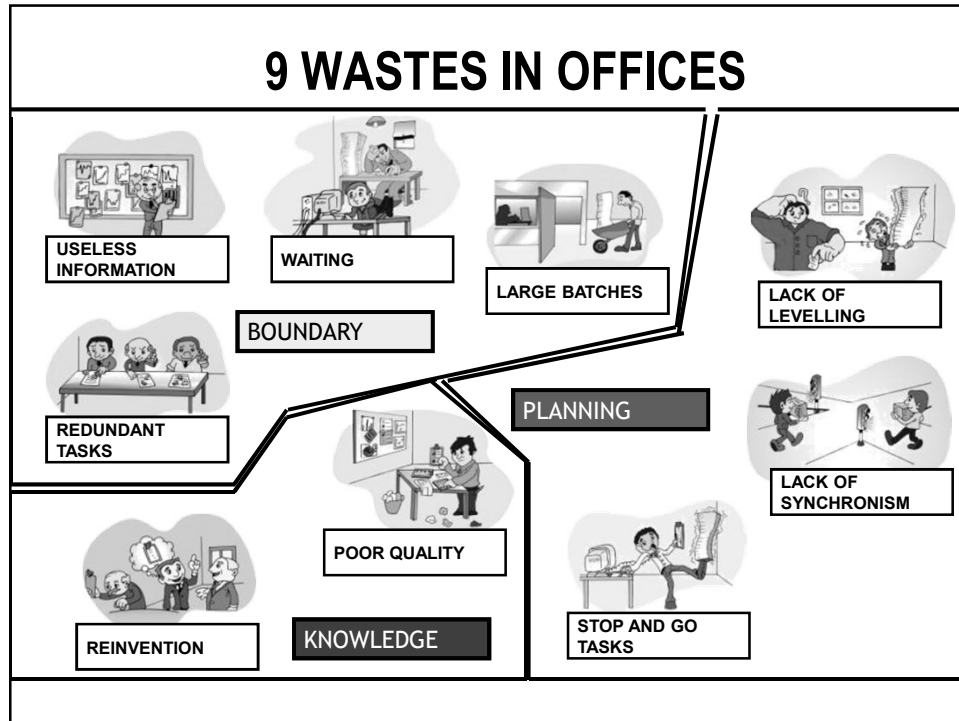 9 WASTES IN OFFICES
USELESS
INFORMATION
WAITING
LARGE BATCHES
LACK OF
LEVELLING
BOUNDARY
REDUNDANT
TASKS
PLANNING
LACK OF
SYNCHRONISM
POOR QUALITY
STOP AND GO
TASKS
REINVENTION
KNOWLEDGE